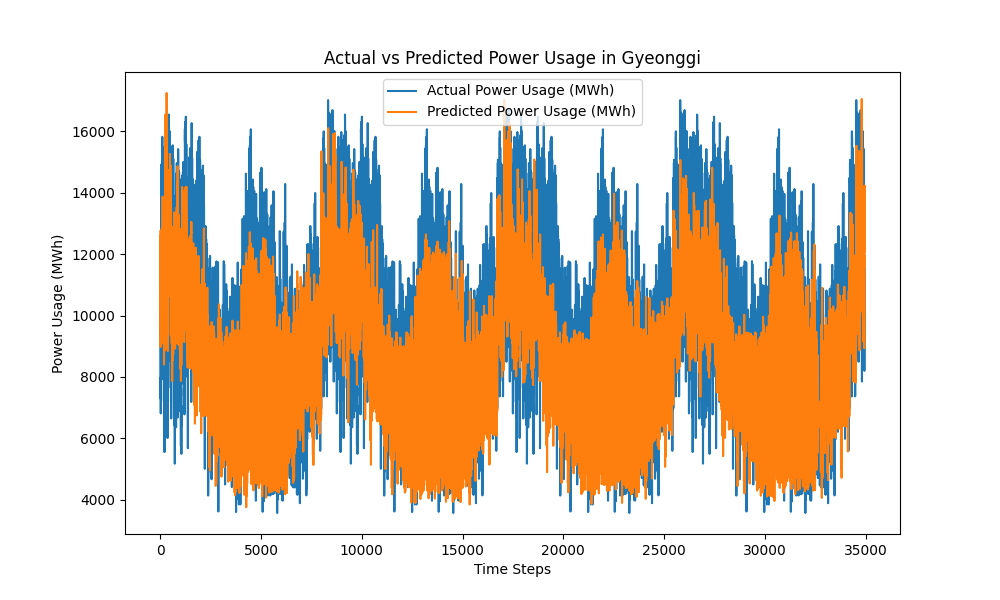 Actual vs Predicted Power Usage in Gyeonggi
Actual Power Usage (MWh)
Predicted Power Usage (MWh)
Power Usage (MWh)
16000
14000
12000
10000
8000
6000
4000
0 5000 10000 15000 20000 25000 30000 35000
Time Steps